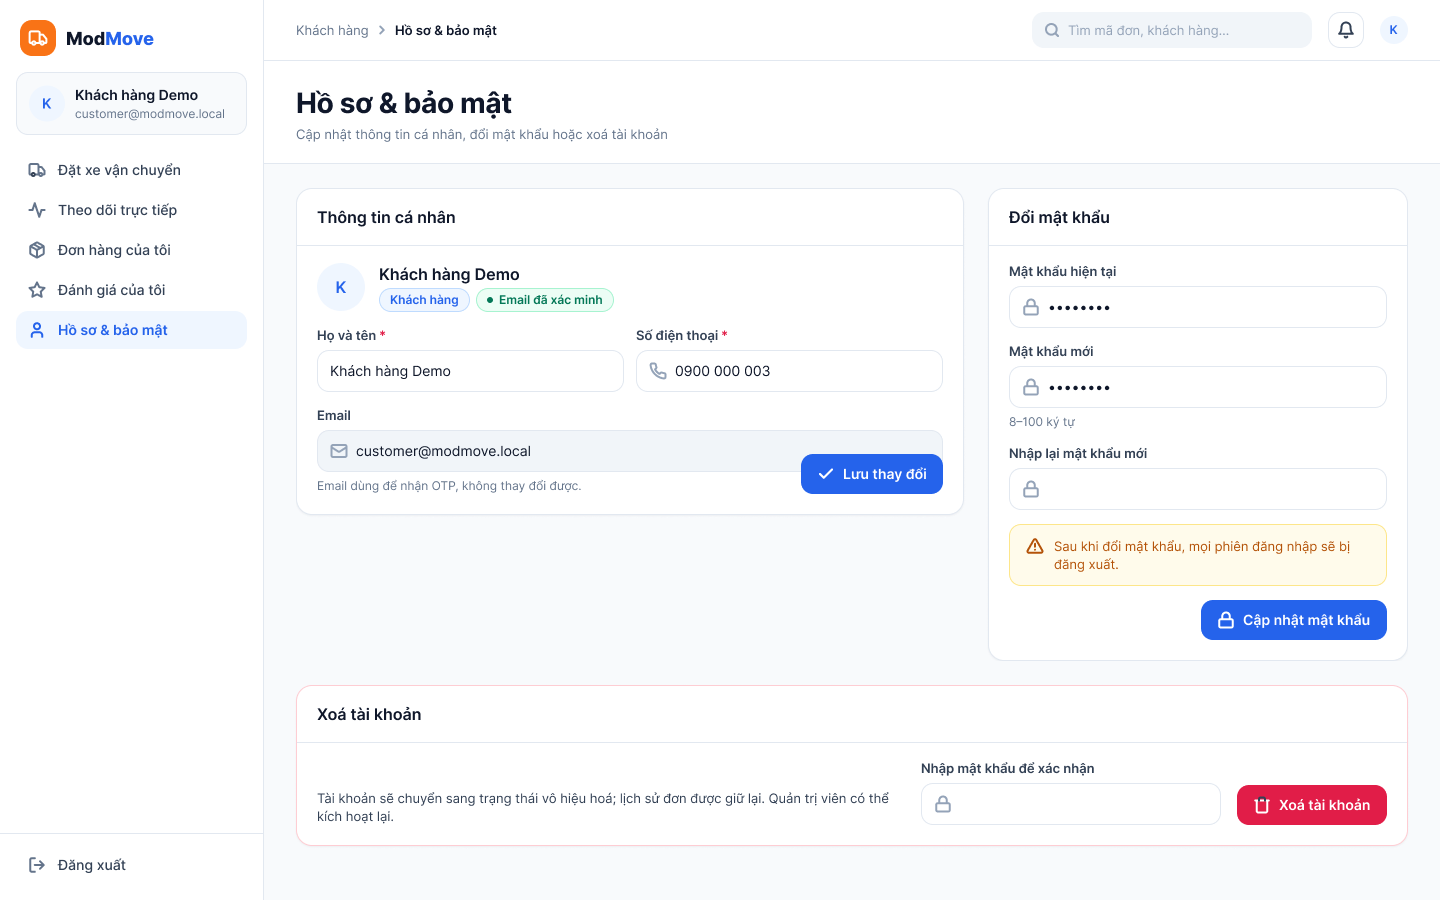 ModMove
K
Khách hàng Demo
customer@modmove.local
Đặt xe vận chuyển
Theo dõi trực tiếp
Đơn hàng của tôi
Đánh giá của tôi
Hồ sơ & bảo mật
Đăng xuất
Khách hàng
Hồ sơ & bảo mật
Tìm mã đơn, khách hàng...
K
Hồ sơ & bảo mật
Cập nhật thông tin cá nhân, đổi mật khẩu hoặc xoá tài khoản
Thông tin cá nhân
K
Khách hàng Demo
Khách hàng
Email đã xác minh
Họ và tên *
Số điện thoại *
Khách hàng Demo
0900 000 003
Email
customer@modmove.local
Email dùng để nhận OTP, không thay đổi được.
Lưu thay đổi
Đổi mật khẩu
Mật khẩu hiện tại
••••••••
Mật khẩu mới
••••••••
8–100 ký tự
Nhập lại mật khẩu mới
Sau khi đổi mật khẩu, mọi phiên đăng nhập sẽ bị
đăng xuất.
Cập nhật mật khẩu
Xoá tài khoản
Tài khoản sẽ chuyển sang trạng thái vô hiệu hoá; lịch sử đơn được giữ lại. Quản trị viên có thể
kích hoạt lại.
Nhập mật khẩu để xác nhận
Xoá tài khoản